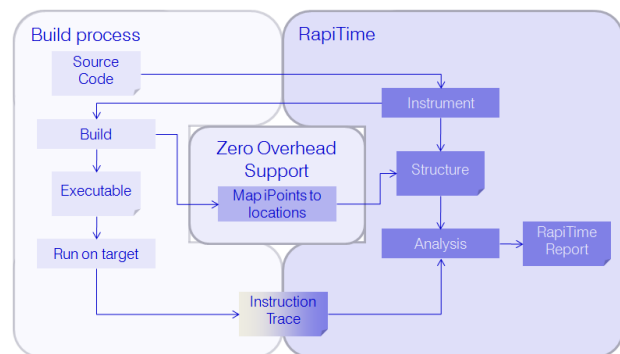 Build process
RapiTime
Source
Code
Instrument
Build
Zero Overhead
Support
Map iPoints to
locations
Structure
Executable
Run on target
Analysis
RapiTime
Report
Instruction
Trace